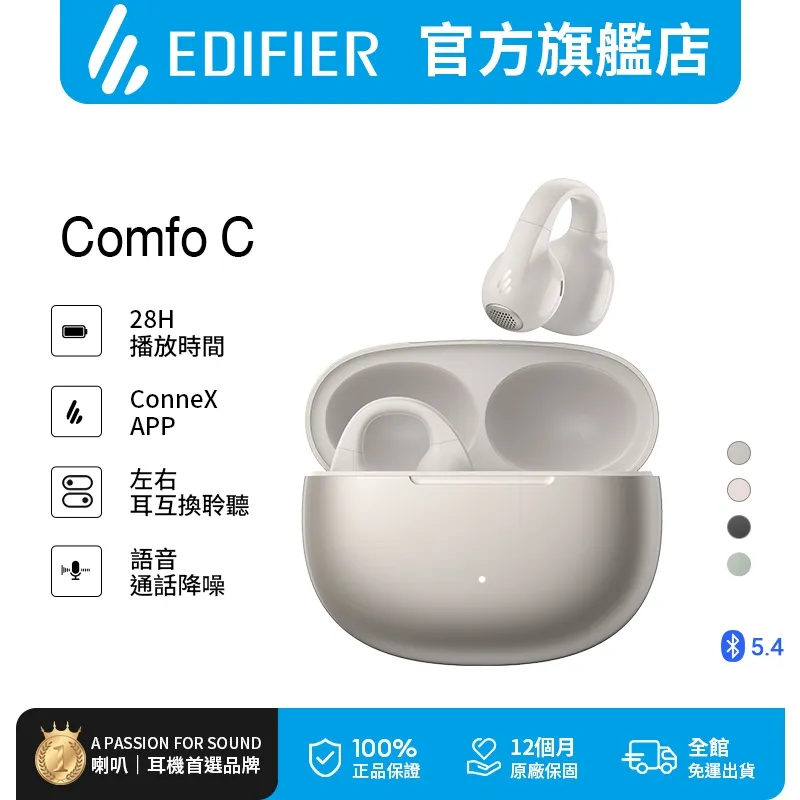 EDIFIER 官方旗艦店
Comfo C
28H
播放時間
ConneX
APP
左右
耳互換聆聽
語音
通話降噪
5.4
1
A PASSION FOR SOUND
喇叭｜耳機首選品牌
100%
正品保證
12個月
原廠保固
全館
免運出貨